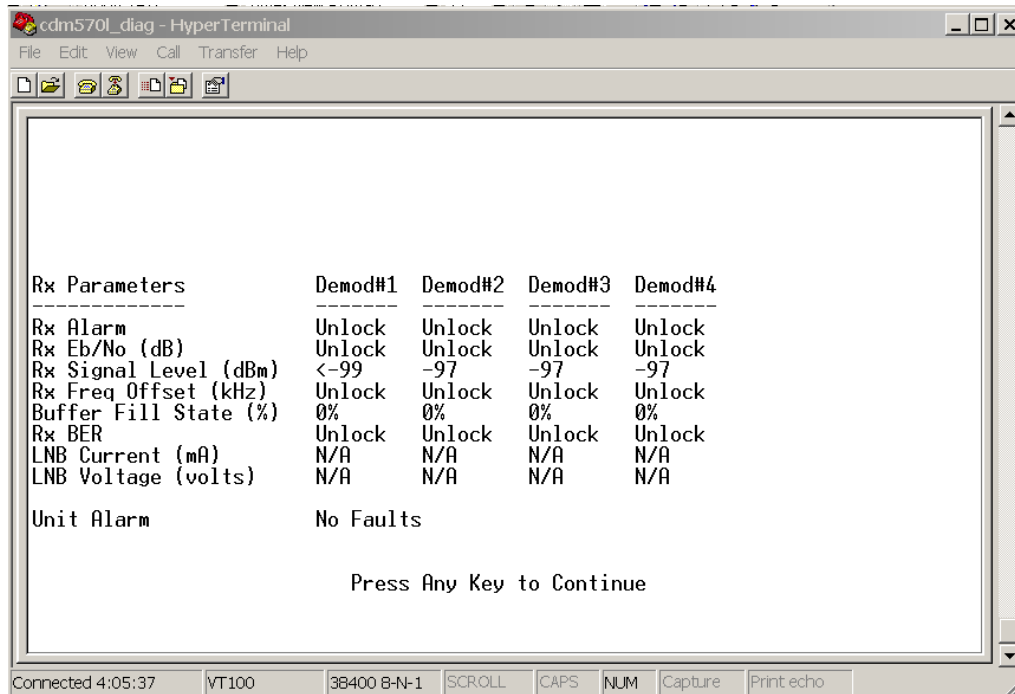 cdm570l_diag - HyperTerminal
File Edit View Call Transfer Help
Rx Parameters Demod#1 Demod#2 Demod#3 Demod#4
------------- ------- ------- ------- -------
Rx Alarm Unlock Unlock Unlock Unlock
Rx Eb/No (dB) Unlock Unlock Unlock Unlock
Rx Signal Level (dBm) <-99 -97 -97 -97
Rx Freq Offset (kHz) Unlock Unlock Unlock Unlock
Buffer Fill State (%) 0% 0% 0% 0%
Rx BER Unlock Unlock Unlock Unlock
LNB Current (mA) N/A N/A N/A N/A
LNB Voltage (volts) N/A N/A N/A N/A
Unit Alarm No Faults
Press Any Key to Continue
Connected 4:05:37 VT100 38400 8-N-1 SCROLL CAPS NUM Capture Print echo